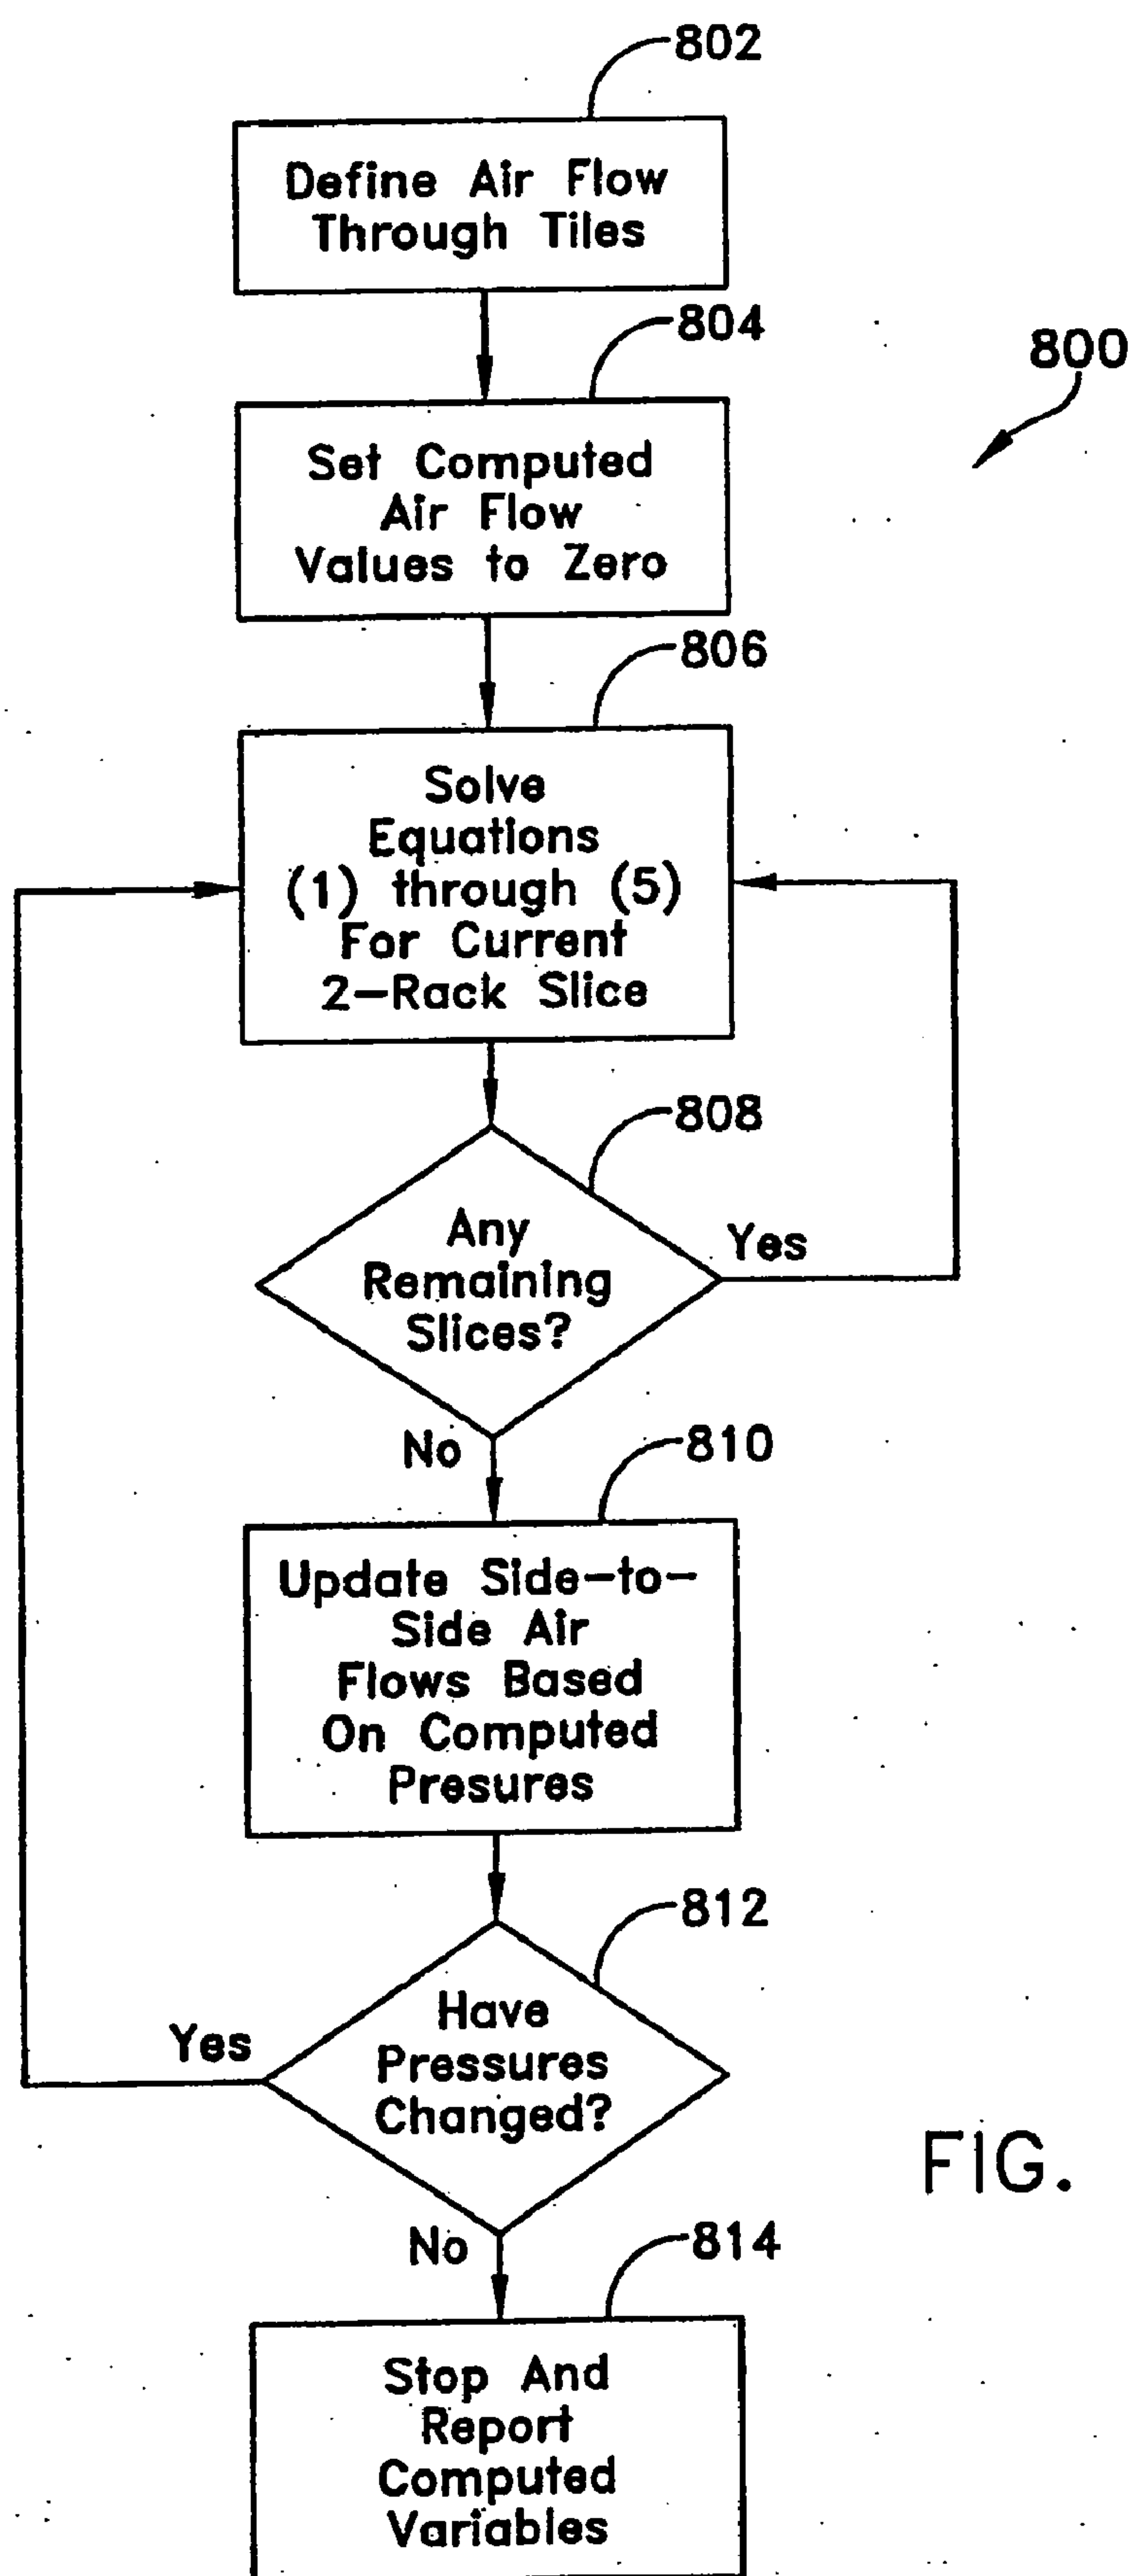 802
Define Air Flow
Through Tiles
804
800
Set Computed
Air Flow
Values to Zero
806
Solve
Equations
(1) through (5)
For Current
2-Rack Slice
808
Any
Remaining
Slices?
Yes
No
810
Update Side-to-
Side Air
Flows Based
On Computed
Presures
812
Have
Pressures
Changed?
Yes
FIG.
No
814
Stop And
Report
Computed
Variables